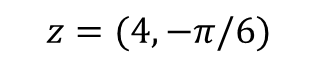 z = (4, −π/6)